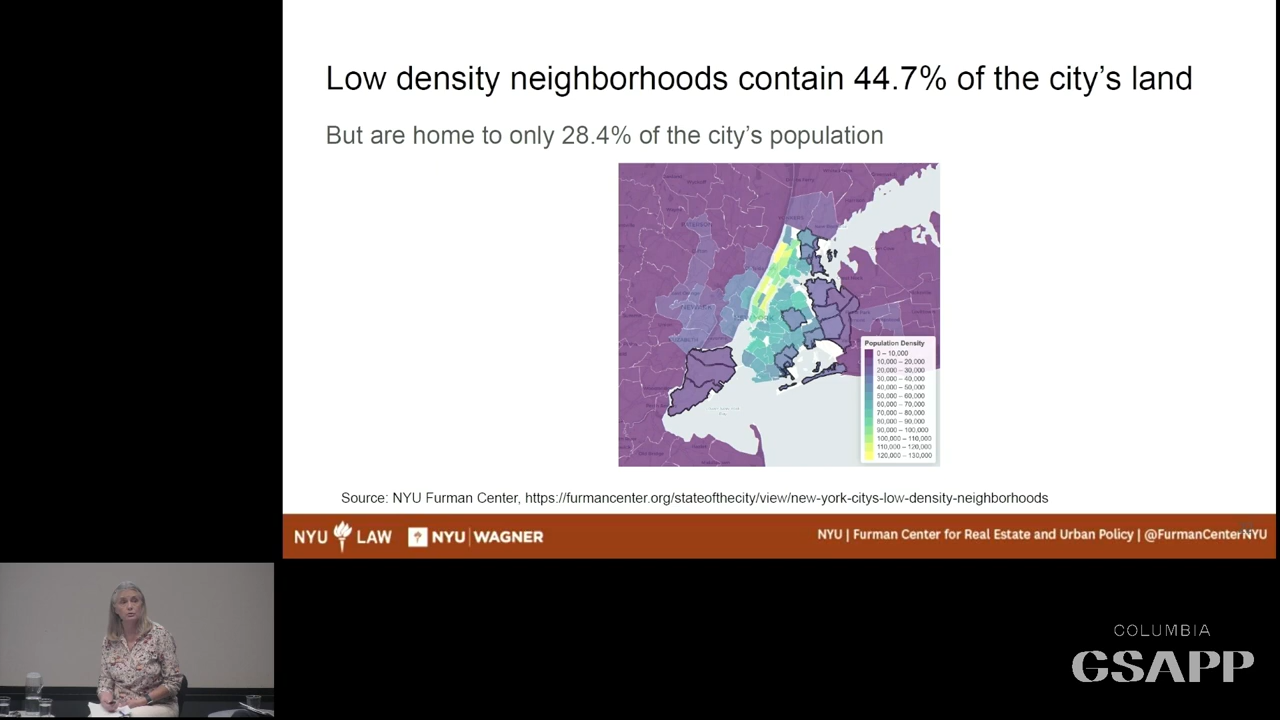 Low density neighborhoods contain 44.7% of the city's land
But are home to only 28.4% of the city's population
Population Density
0 – 10,000
10,000 – 20,000
20,000 – 30,000
30,000 – 40,000
40,000 – 50,000
50,000 – 60,000
60,000 – 70,000
70,000 – 80,000
80,000 – 90,000
90,000 – 100,000
100,000 – 110,000
110,000 – 120,000
120,000 – 130,000
Source: NYU Furman Center, https://furmancenter.org/stateofthecity/view/new-york-citys-low-density-neighborhoods
NYU LAW NYU | WAGNER
NYU | Furman Center for Real Estate and Urban Policy | @FurmanCenterNYU
COLUMBIA
GSAPP